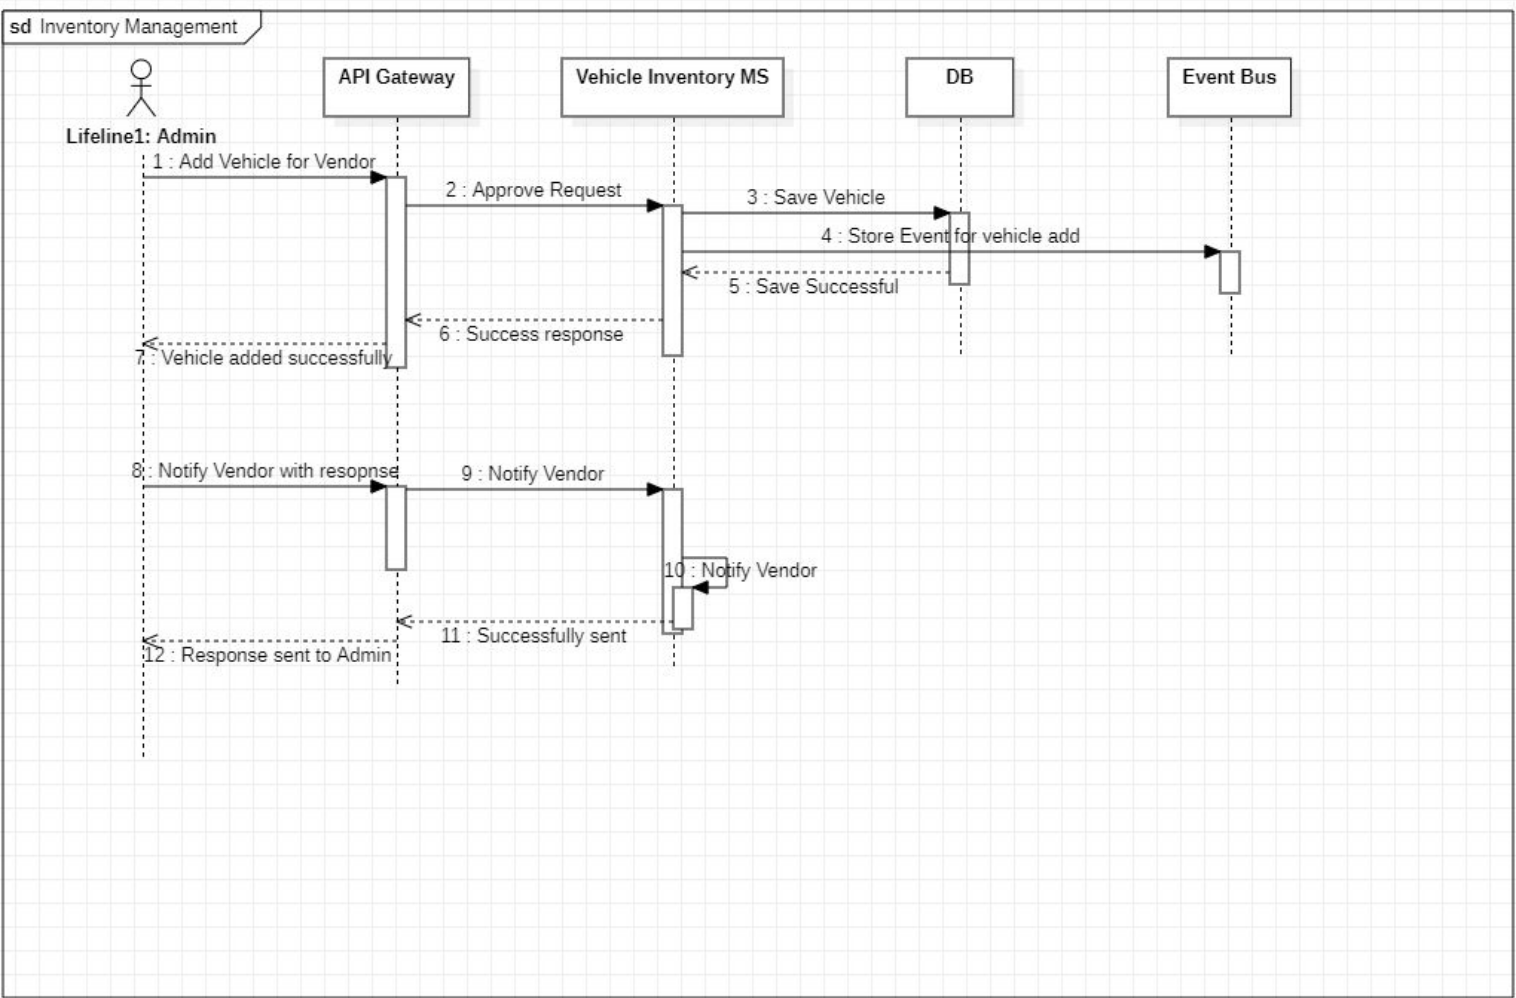 sd Inventory Management
API Gateway
Vehicle Inventory MS
DB
Event Bus
Lifeline1: Admin
1 : Add Vehicle for Vendor
2 : Approve Request
3 : Save Vehicle
4 : Store Event for vehicle add
5 : Save Successful
6 : Success response
7 : Vehicle added successfully
8 : Notify Vendor with resopnse
9 : Notify Vendor
10 : Notify Vendor
11 : Successfully sent
12 : Response sent to Admin